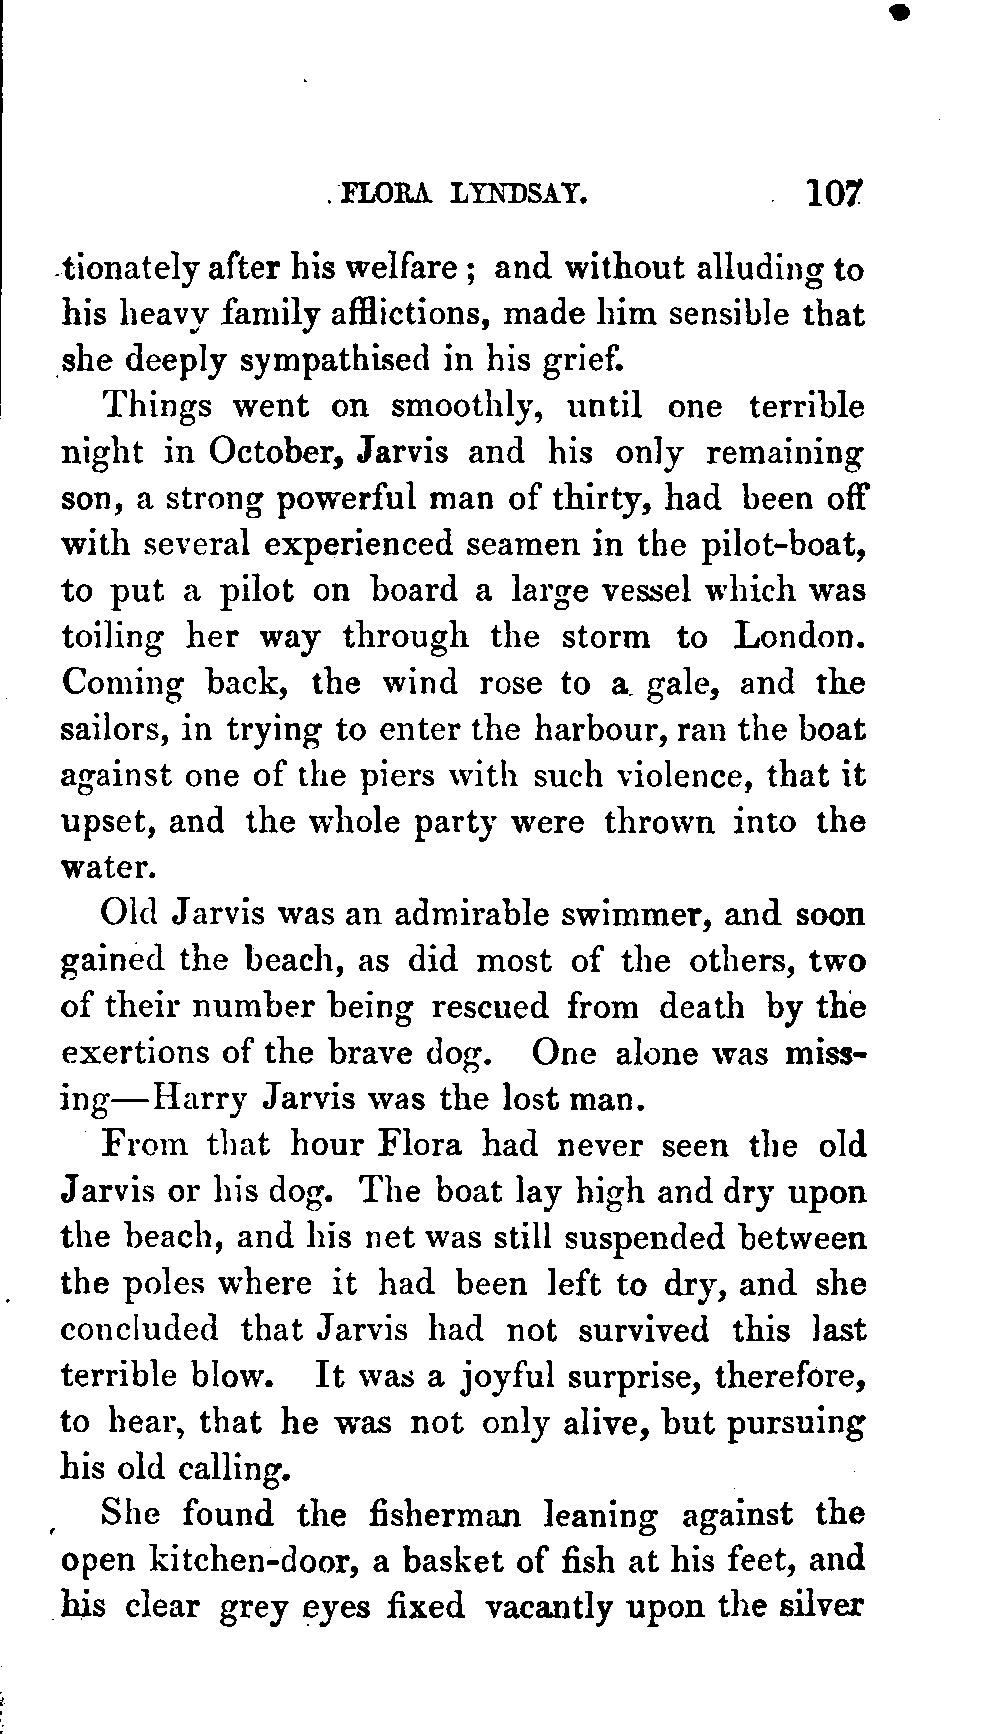 FLORA LYNDSAY. 107
tionately after his welfare ; and without alluding to
his heavy family afflictions, made him sensible that
she deeply sympathised in his grief.
Things went on smoothly, until one terrible
night in October, Jarvis and his only remaining
son, a strong powerful man of thirty, had been off
with several experienced seamen in the pilot-boat,
to put a pilot on board a large vessel which was
toiling her way through the storm to London.
Coming back, the wind rose to a gale, and the
sailors, in trying to enter the harbour, ran the boat
against one of the piers with such violence, that it
upset, and the whole party were thrown into the
water.
Old Jarvis was an admirable swimmer, and soon
gained the beach, as did most of the others, two
of their number being rescued from death by the
exertions of the brave dog. One alone was miss-
ing—Harry Jarvis was the lost man.
From that hour Flora had never seen the old
Jarvis or his dog. The boat lay high and dry upon
the beach, and his net was still suspended between
the poles where it had been left to dry, and she
concluded that Jarvis had not survived this last
terrible blow. It was a joyful surprise, therefore,
to hear, that he was not only alive, but pursuing
his old calling.
She found the fisherman leaning against the
open kitchen-door, a basket of fish at his feet, and
his clear grey eyes fixed vacantly upon the silver